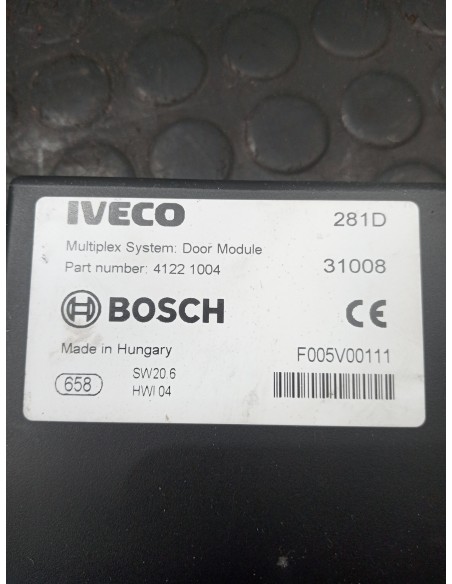 IVECO 281D
Multiplex System: Door Module
Part number: 4122 1004 31008
BOSCH CE
Made in Hungary F005V00111
658 SW20 6
HWI 04